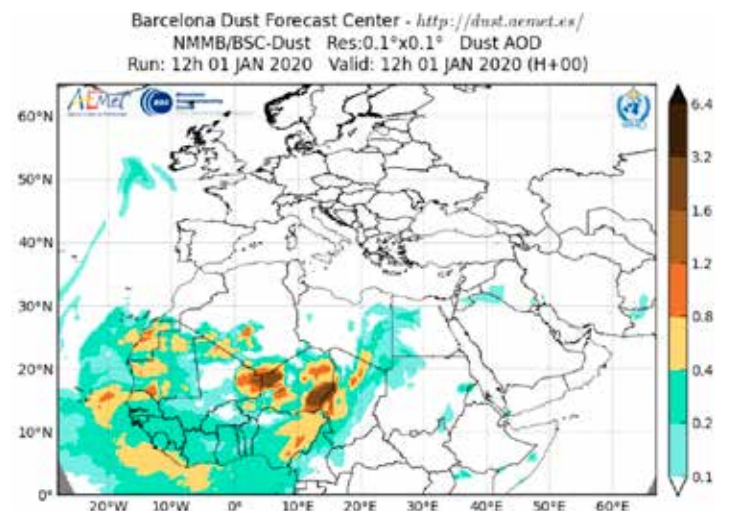 Barcelona Dust Forecast Center - http://dust.aemet.es/
NMMB/BSC-Dust Res:0.1°x0.1° Dust AOD
Run: 12h 01 JAN 2020 Valid: 12h 01 JAN 2020 (H+00)
AEMet
BSC
WMO
60°N
50°N
40°N
30°N
20°N
10°N
0°
20°W 10°W 0° 10°E 20°E 30°E 40°E 50°E 60°E
6.4
3.2
1.6
1.2
0.8
0.4
0.2
0.1